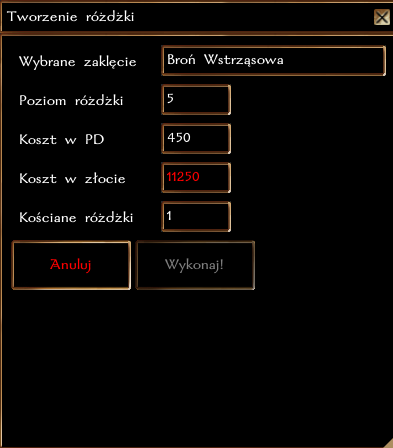 Tworzenie różdżki
Wybrane zaklęcie Broń Wstrząsowa
Poziom różdżki 5
Koszt w PD 450
Koszt w złocie 11250
Kościane różdżki 1
Anuluj Wykonaj!